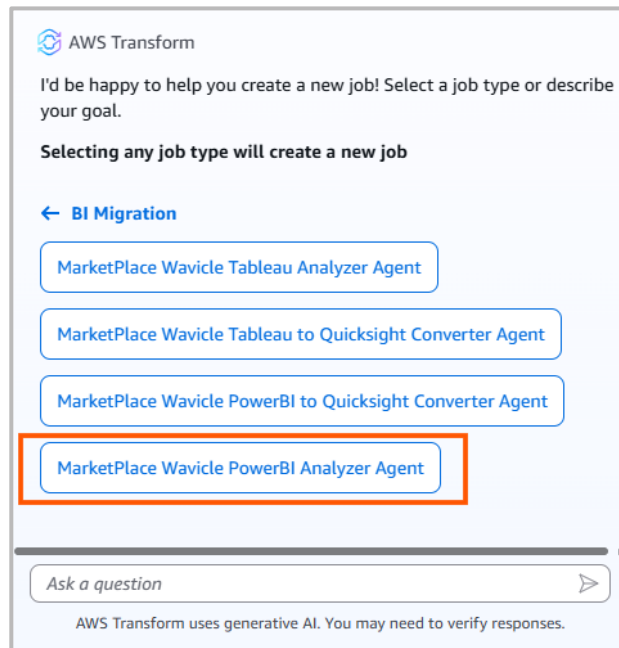 AWS Transform
I'd be happy to help you create a new job! Select a job type or describe
your goal.
Selecting any job type will create a new job
← BI Migration
MarketPlace Wavicle Tableau Analyzer Agent
MarketPlace Wavicle Tableau to Quicksight Converter Agent
MarketPlace Wavicle PowerBI to Quicksight Converter Agent
MarketPlace Wavicle PowerBI Analyzer Agent
Ask a question
AWS Transform uses generative AI. You may need to verify responses.